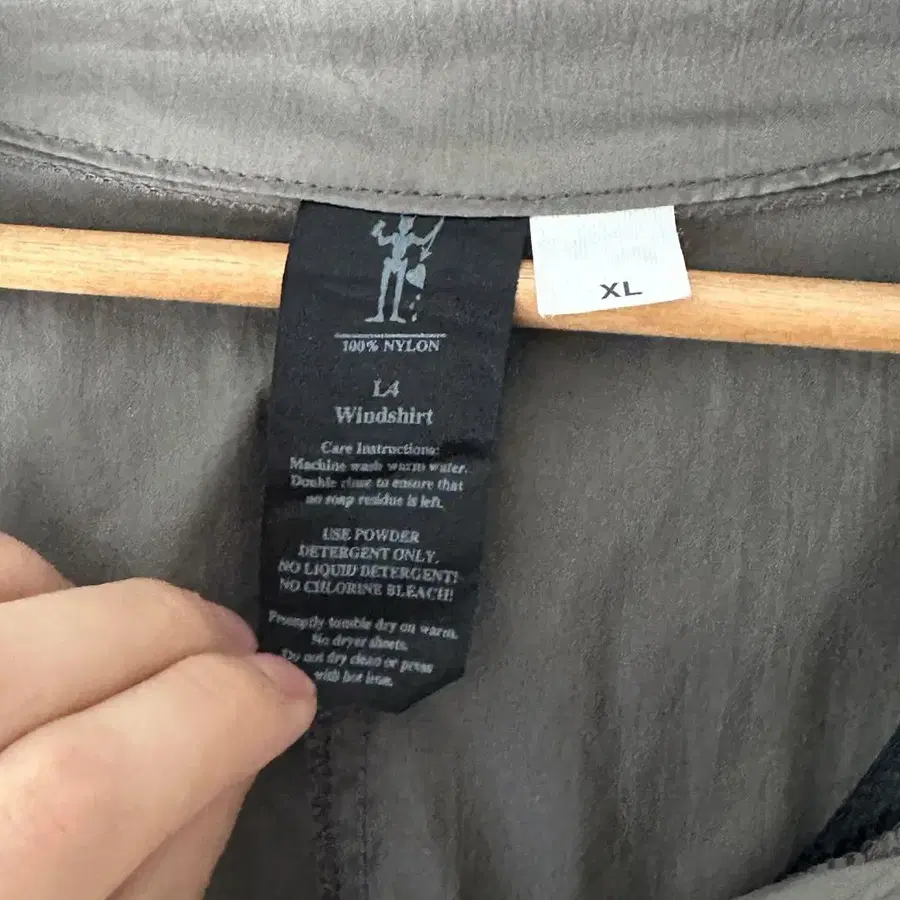 100% NYLON
L4
Windshirt
Care Instructions:
Machine wash warm water.
Double rinse to ensure that
no soap residue is left.
USE POWDER
DETERGENT ONLY.
NO LIQUID DETERGENT!
NO CHLORINE BLEACH!
Promptly tumble dry on warm.
No dryer sheets.
Do not dry clean or press
with hot iron.
XL